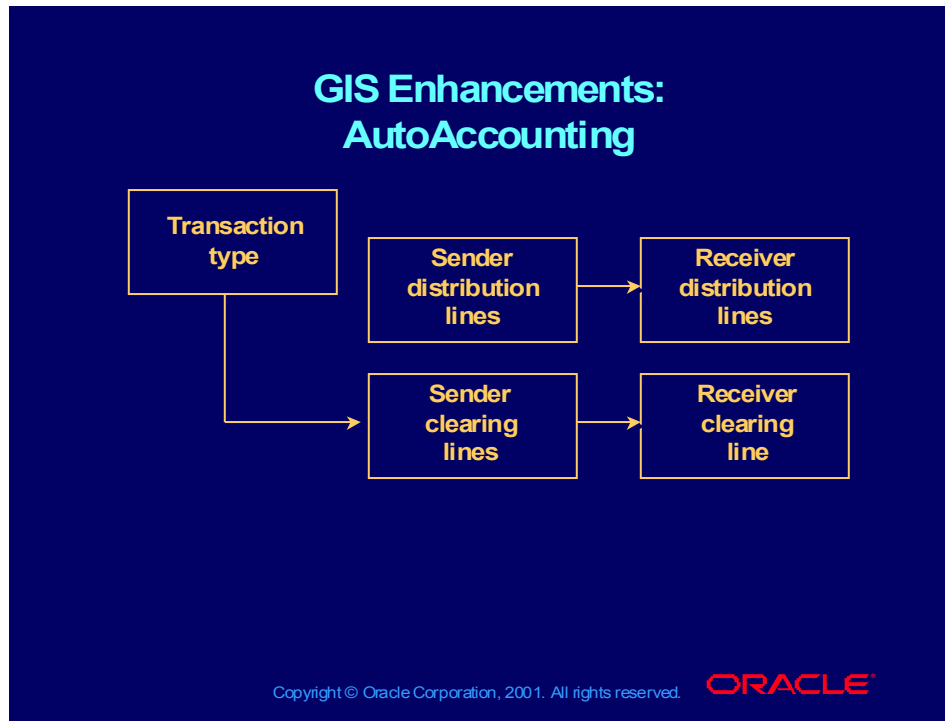 GIS Enhancements:
AutoAccounting
Transaction
type
Sender
distribution
lines
Receiver
distribution
lines
Sender
clearing
lines
Receiver
clearing
line
Copyright © Oracle Corporation, 2001. All rights reserved.
ORACLE®